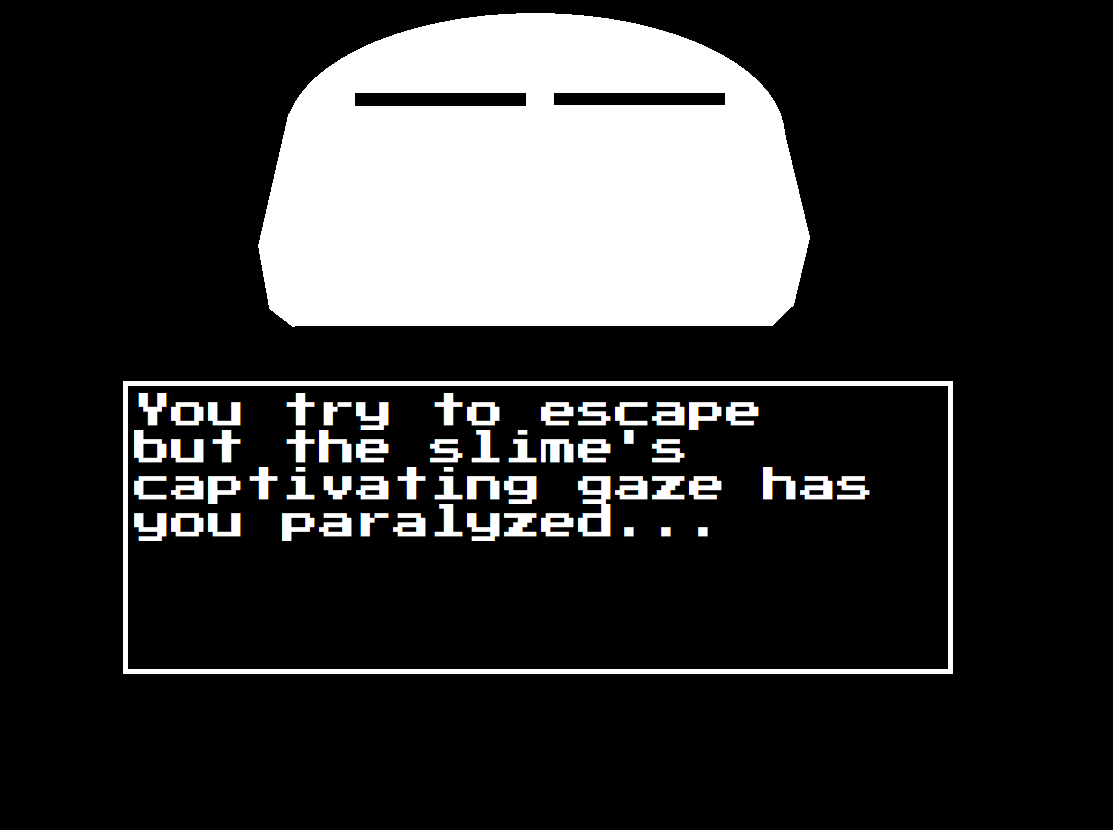 You try to escape
but the slime's
captivating gaze has
you paralyzed...